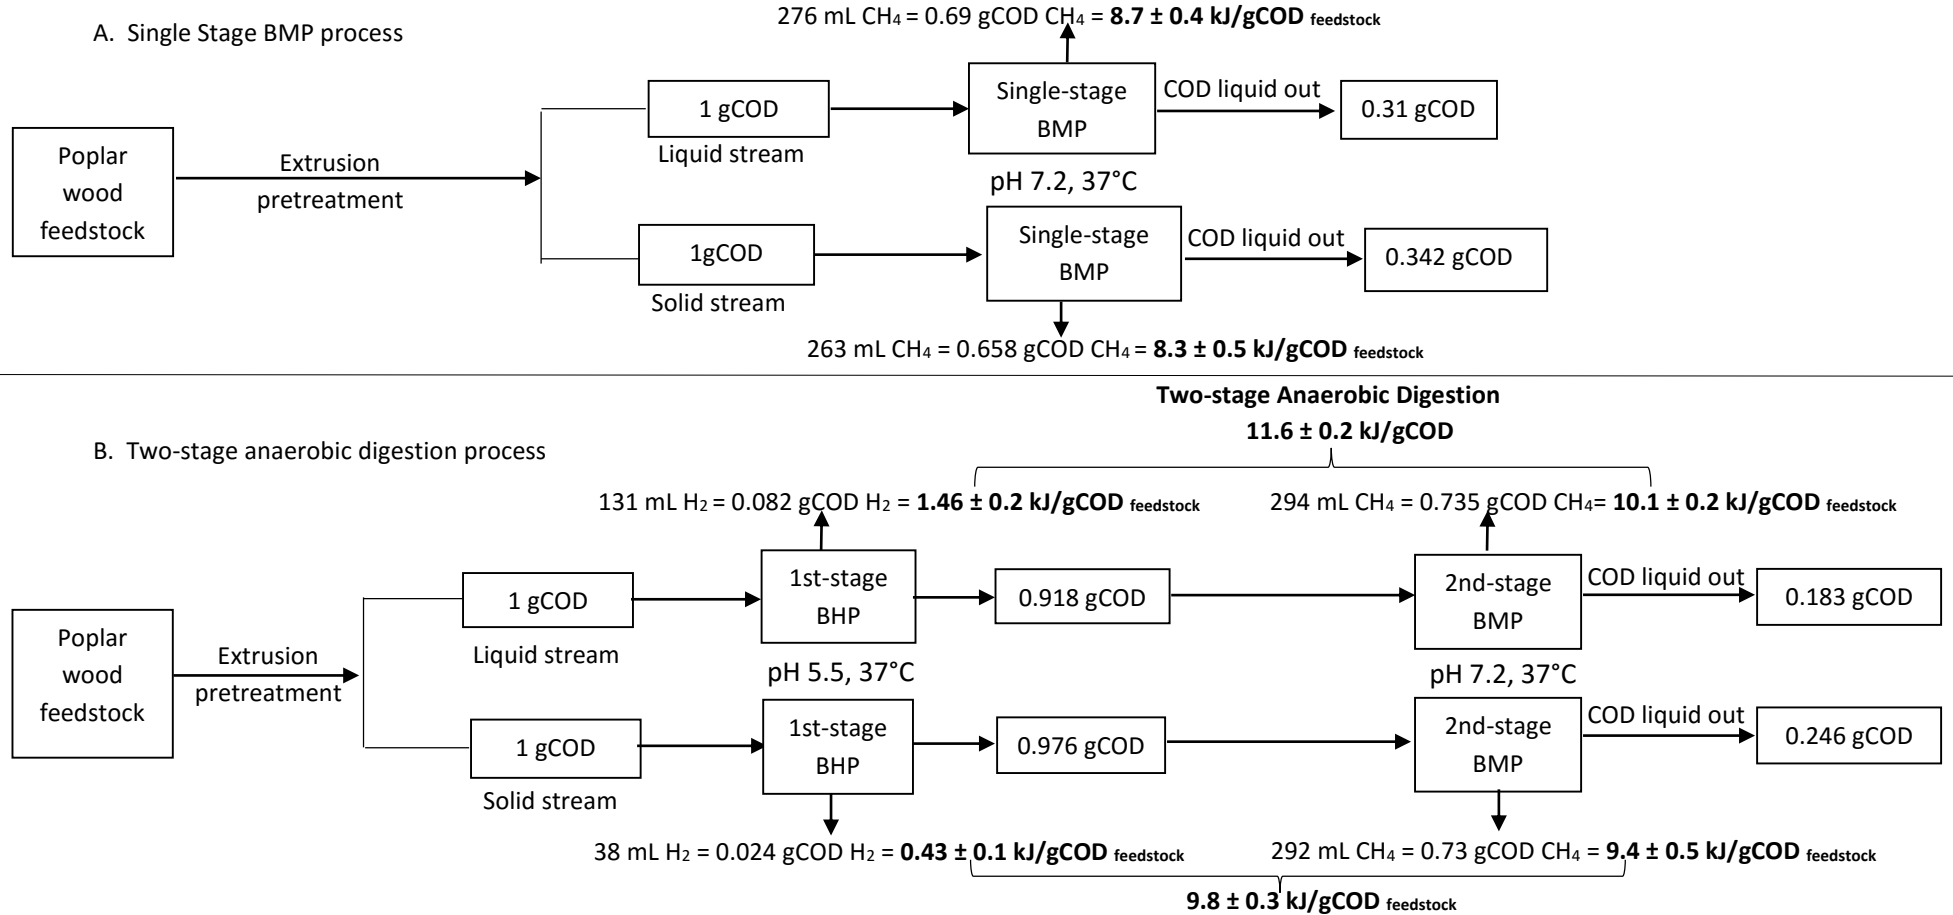 276 mL CH₄ = 0.69 gCOD CH₄ = 8.7 ± 0.4 kJ/gCOD feedstock
A. Single Stage BMP process
Poplar
wood
feedstock
Extrusion
pretreatment
1 gCOD
Liquid stream
Single-stage
BMP
COD liquid out
0.31 gCOD
pH 7.2, 37°C
1gCOD
Solid stream
Single-stage
BMP
COD liquid out
0.342 gCOD
263 mL CH₄ = 0.658 gCOD CH₄ = 8.3 ± 0.5 kJ/gCOD feedstock
Two-stage Anaerobic Digestion
11.6 ± 0.2 kJ/gCOD
B. Two-stage anaerobic digestion process
131 mL H₂ = 0.082 gCOD H₂ = 1.46 ± 0.2 kJ/gCOD feedstock
294 mL CH₄ = 0.735 gCOD CH₄= 10.1 ± 0.2 kJ/gCOD feedstock
Poplar
wood
feedstock
Extrusion
pretreatment
1 gCOD
Liquid stream
1st-stage
BHP
0.918 gCOD
2nd-stage
BMP
COD liquid out
0.183 gCOD
pH 5.5, 37°C
pH 7.2, 37°C
1 gCOD
Solid stream
1st-stage
BHP
0.976 gCOD
2nd-stage
BMP
COD liquid out
0.246 gCOD
38 mL H₂ = 0.024 gCOD H₂ = 0.43 ± 0.1 kJ/gCOD feedstock
292 mL CH₄ = 0.73 gCOD CH₄ = 9.4 ± 0.5 kJ/gCOD feedstock
9.8 ± 0.3 kJ/gCOD feedstock